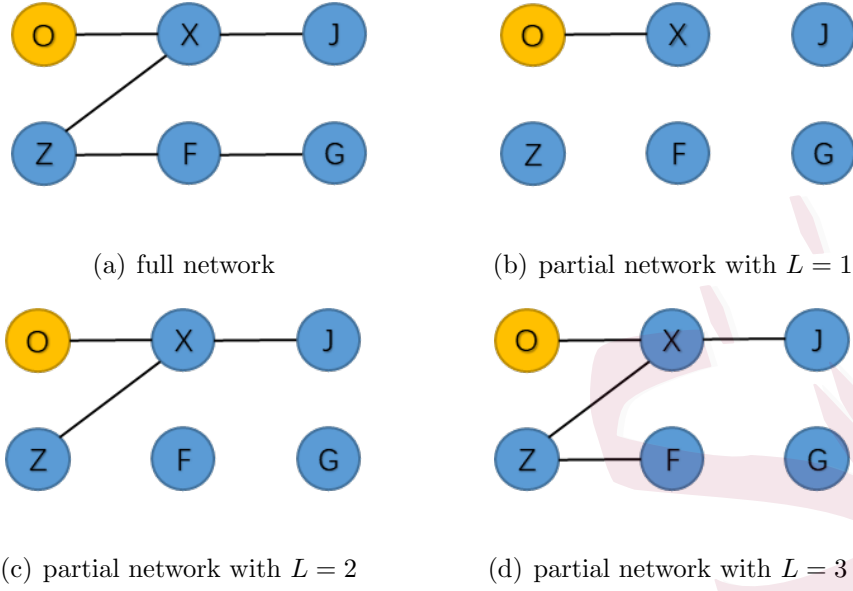 O X J
Z F G
(a) full network
O X J
Z F G
(b) partial network with L = 1
O X J
Z F G
(c) partial network with L = 2
O X J
Z F G
(d) partial network with L = 3